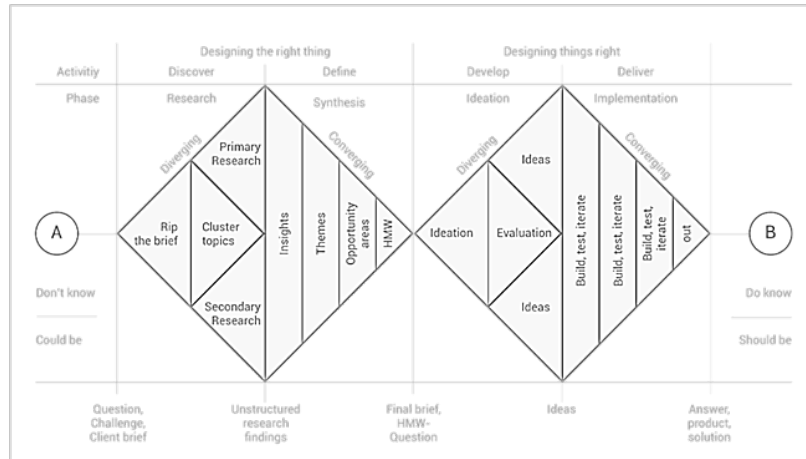 Designing the right thing
Designing things right
Activitiy
Discover
Define
Develop
Deliver
Phase
Research
Synthesis
Ideation
Implementation
Diverging
Converging
Diverging
Converging
Primary
Research
Rip
the brief
Cluster
topics
Secondary
Research
Insights
Themes
Opportunity
areas
HMW
Ideas
Ideation
Evaluation
Ideas
Build, test, iterate
Build, test, iterate
Build, test,
iterate
out
A
B
Don't know
Could be
Do know
Should be
Question,
Challenge,
Client brief
Unstructured
research
findings
Final brief,
HMW-
Question
Ideas
Answer,
product,
solution